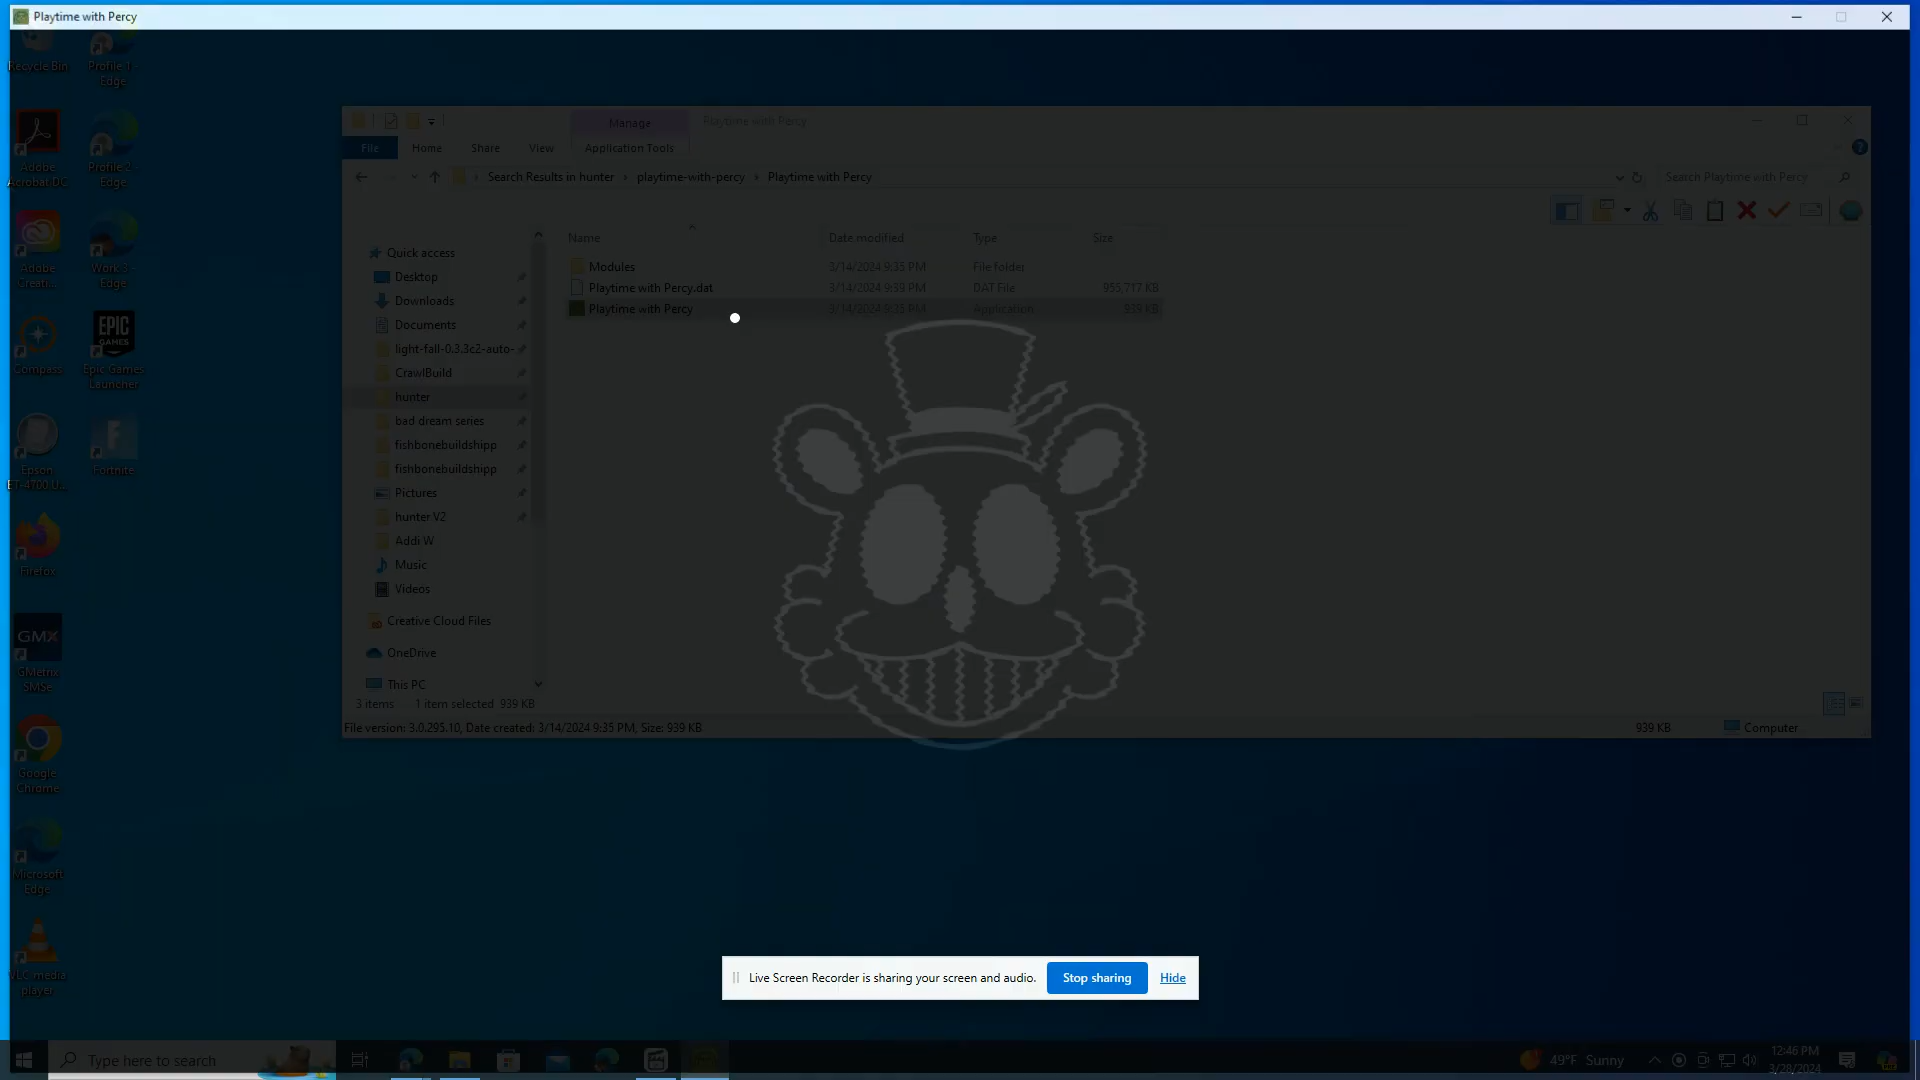 Playtime with Percy
Recycle Bin
Profile 1 -
Edge
Adobe
Acrobat DC
Profile 2 -
Edge
Adobe
Creati...
Work 3 -
Edge
Compass
Epic Games
Launcher
EPIC
GAMES
Epson
ET-4700 U...
Fortnite
Firefox
GMX
GMetrix
SMSe
Google
Chrome
Microsoft
Edge
VLC media
player
Manage
Playtime with Percy
File
Home
Share
View
Application Tools
Search Results in hunter
playtime-with-percy
Playtime with Percy
Search Playtime with Percy
Name
Date modified
Type
Size
Modules
3/14/2024 9:35 PM
File folder
Playtime with Percy.dat
3/14/2024 9:39 PM
DAT File
955,717 KB
Playtime with Percy
3/14/2024 9:35 PM
Application
939 KB
Quick access
Desktop
Downloads
Documents
light-fall-0.3.3c2-auto-
CrawlBuild
hunter
bad dream series
fishbonebuildshipp
fishbonebuildshipp
Pictures
hunter V2
Addi W
Music
Videos
Creative Cloud Files
OneDrive
This PC
3 items
1 item selected 939 KB
File version: 3.0.295.10, Date created: 3/14/2024 9:35 PM, Size: 939 KB
939 KB
Computer
Live Screen Recorder is sharing your screen and audio.
Stop sharing
Hide
Type here to search
49°F Sunny
12:46 PM
3/28/2024